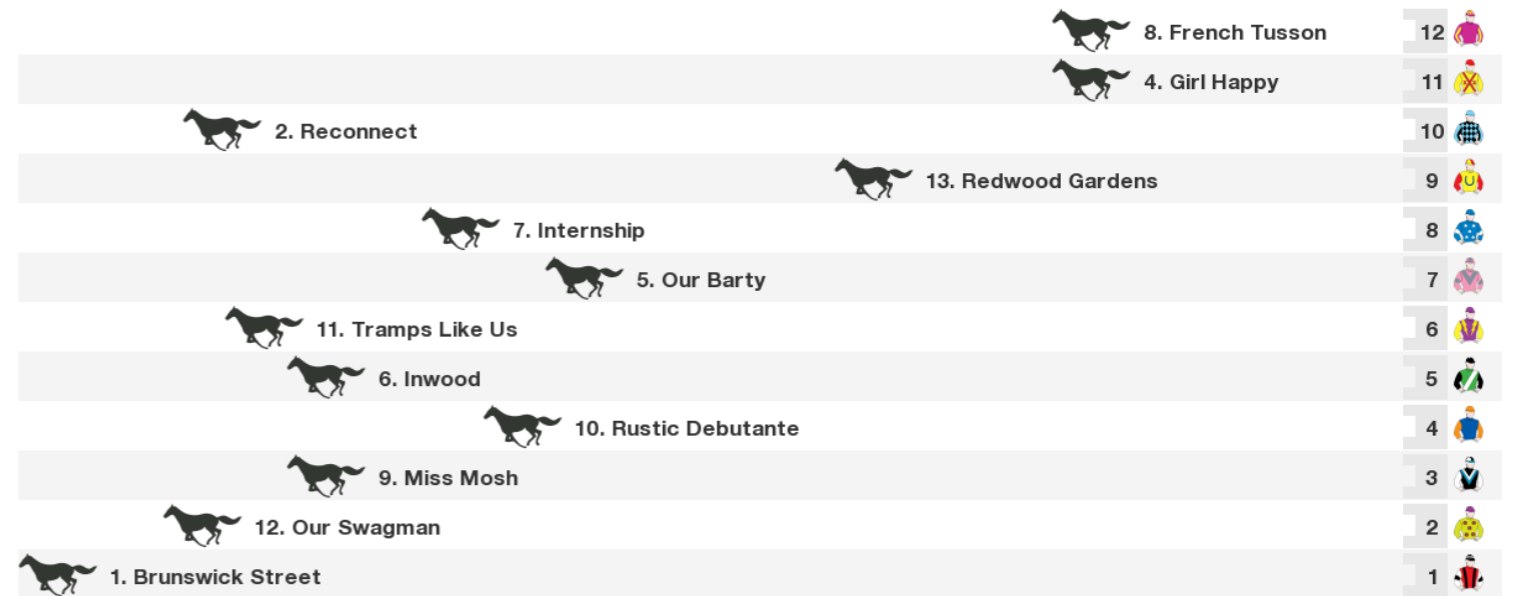 8. French Tusson 12
4. Girl Happy 11
2. Reconnect 10
13. Redwood Gardens 9
7. Internship 8
5. Our Barty 7
11. Tramps Like Us 6
6. Inwood 5
10. Rustic Debutante 4
9. Miss Mosh 3
12. Our Swagman 2
1. Brunswick Street 1